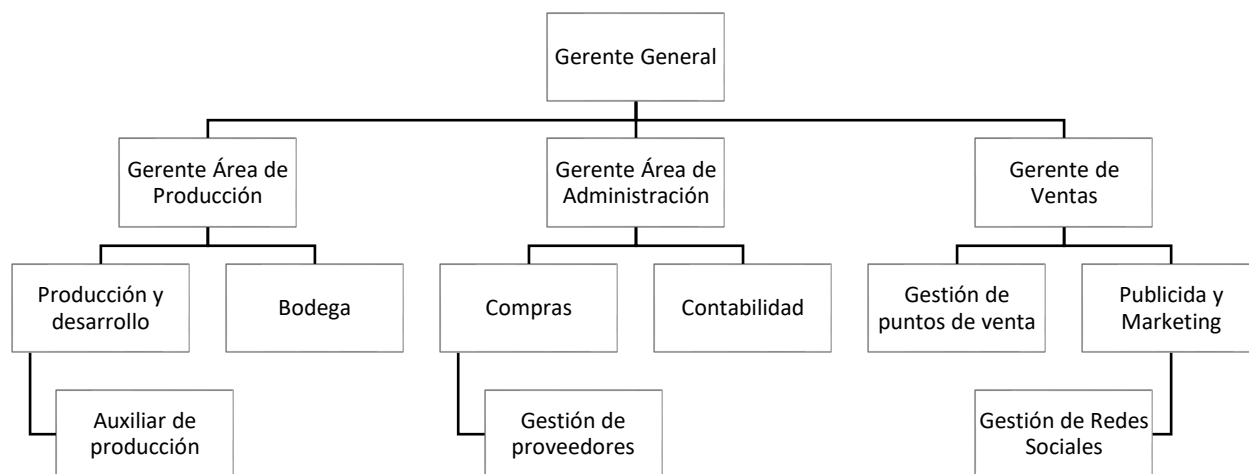 Gerente General
Gerente Área de
Producción
Gerente Área de
Administración
Gerente de
Ventas
Producción y
desarrollo
Bodega
Compras
Contabilidad
Gestión de
puntos de venta
Publicida y
Marketing
Auxiliar de
producción
Gestión de
proveedores
Gestión de Redes
Sociales